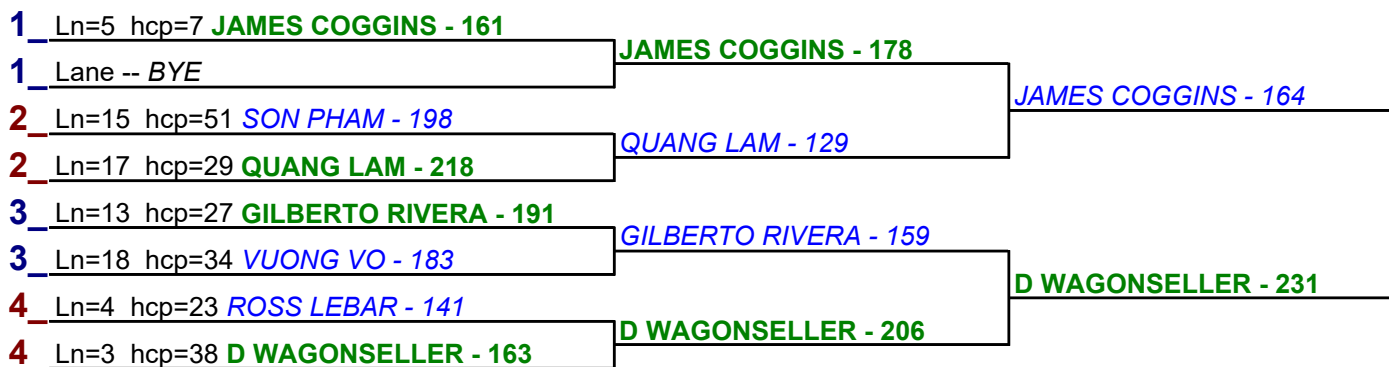 1_ Ln=5 hcp=7 JAMES COGGINS - 161
JAMES COGGINS - 178
1_ Lane -- BYE
JAMES COGGINS - 164
2_ Ln=15 hcp=51 SON PHAM - 198
QUANG LAM - 129
2_ Ln=17 hcp=29 QUANG LAM - 218
3_ Ln=13 hcp=27 GILBERTO RIVERA - 191
GILBERTO RIVERA - 159
3_ Ln=18 hcp=34 VUONG VO - 183
D WAGONSELLER - 231
4_ Ln=4 hcp=23 ROSS LEBAR - 141
D WAGONSELLER - 206
4 Ln=3 hcp=38 D WAGONSELLER - 163